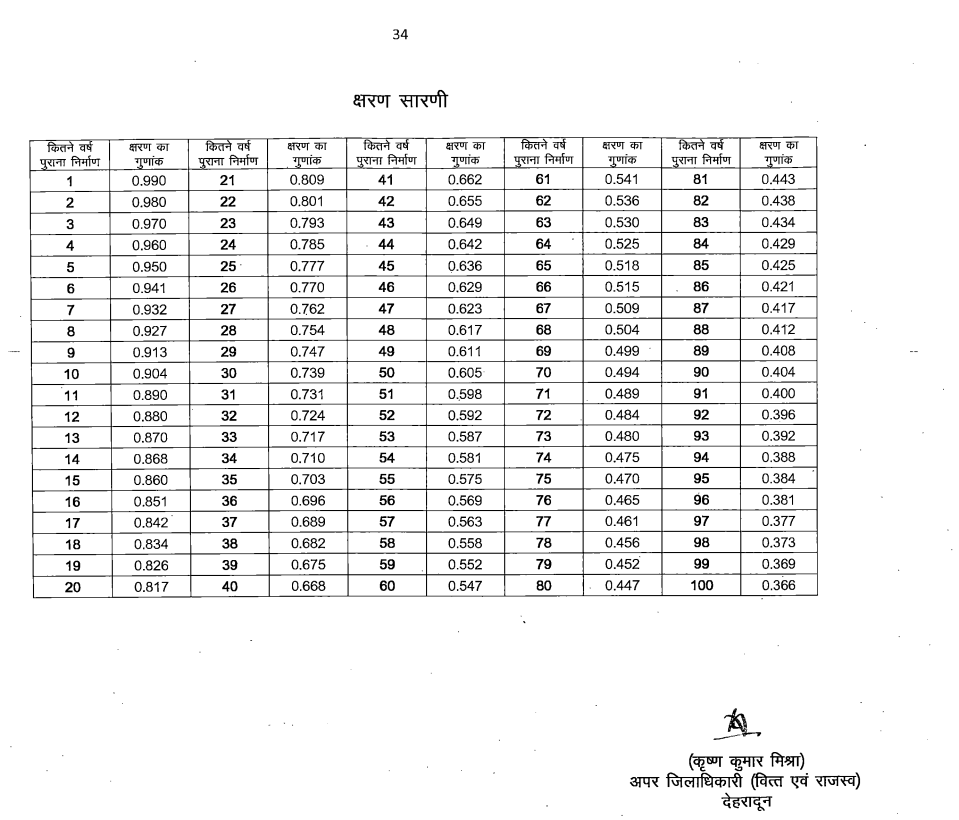 34
क्षरण सारणी
कितने वर्ष क्षरण का कितने वर्ष क्षरण का कितने वर्ष क्षरण का कितने वर्ष क्षरण का कितने वर्ष क्षरण का
पुराना निर्माण गुणांक पुराना निर्माण गुणांक पुराना निर्माण गुणांक पुराना निर्माण गुणांक पुराना निर्माण गुणांक
1 0.990 21 0.809 41 0.662 61 0.541 81 0.443
2 0.980 22 0.801 42 0.655 62 0.536 82 0.438
3 0.970 23 0.793 43 0.649 63 0.530 83 0.434
4 0.960 24 0.785 44 0.642 64 0.525 84 0.429
5 0.950 25 0.777 45 0.636 65 0.518 85 0.425
6 0.941 26 0.770 46 0.629 66 0.515 86 0.421
7 0.932 27 0.762 47 0.623 67 0.509 87 0.417
8 0.927 28 0.754 48 0.617 68 0.504 88 0.412
9 0.913 29 0.747 49 0.611 69 0.499 89 0.408
10 0.904 30 0.739 50 0.605 70 0.494 90 0.404
11 0.890 31 0.731 51 0.598 71 0.489 91 0.400
12 0.880 32 0.724 52 0.592 72 0.484 92 0.396
13 0.870 33 0.717 53 0.587 73 0.480 93 0.392
14 0.868 34 0.710 54 0.581 74 0.475 94 0.388
15 0.860 35 0.703 55 0.575 75 0.470 95 0.384
16 0.851 36 0.696 56 0.569 76 0.465 96 0.381
17 0.842 37 0.689 57 0.563 77 0.461 97 0.377
18 0.834 38 0.682 58 0.558 78 0.456 98 0.373
19 0.826 39 0.675 59 0.552 79 0.452 99 0.369
20 0.817 40 0.668 60 0.547 80 0.447 100 0.366
(कृष्ण कुमार मिश्रा)
अपर जिलाधिकारी (वित्त एवं राजस्व)
देहरादून